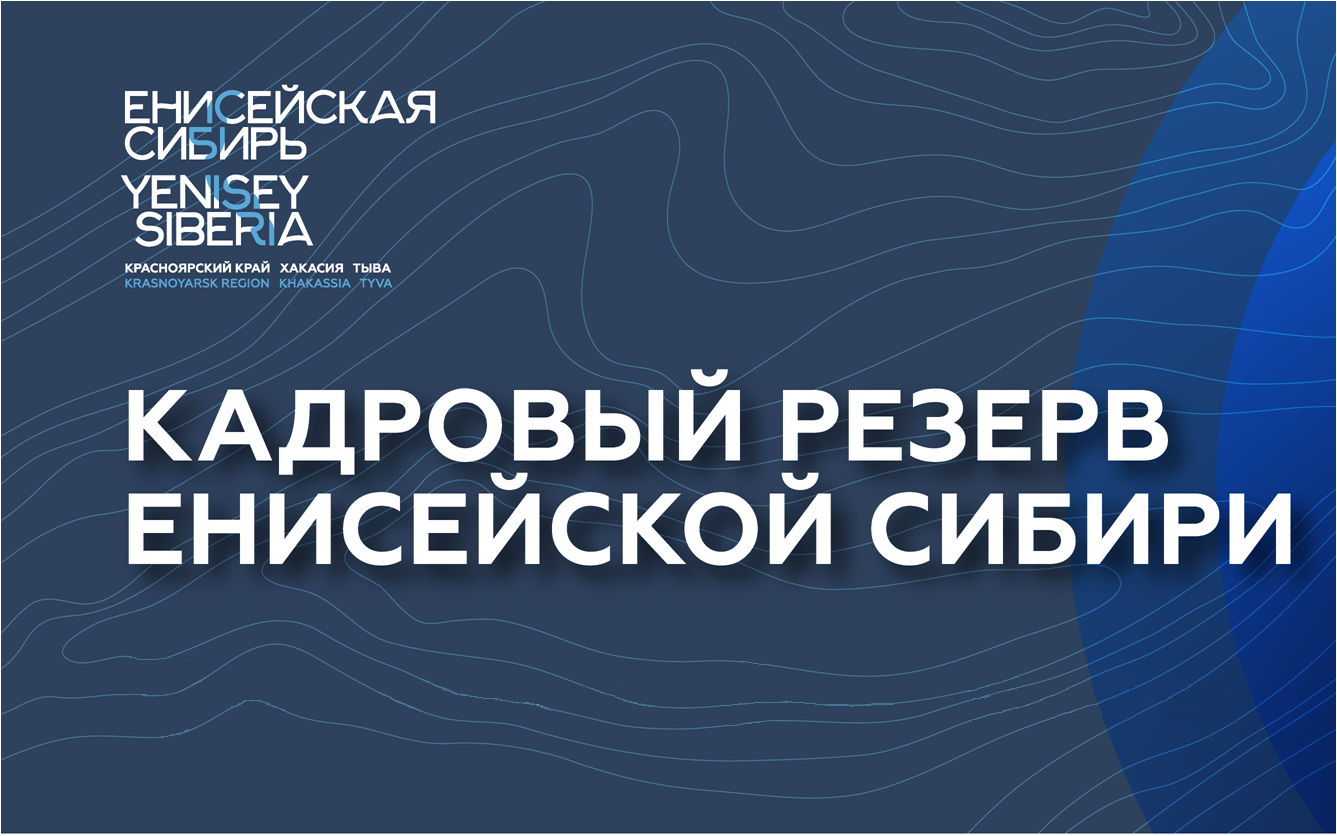 ЕНИСЕЙСКАЯ
СИБИРЬ
YENISEY
SIBERIA
КРАСНОЯРСКИЙ КРАЙ ХАКАСИЯ ТЫВА
KRASNOYARSK REGION KHAKASSIA TYVA
КАДРОВЫЙ РЕЗЕРВ
ЕНИСЕЙСКОЙ СИБИРИ